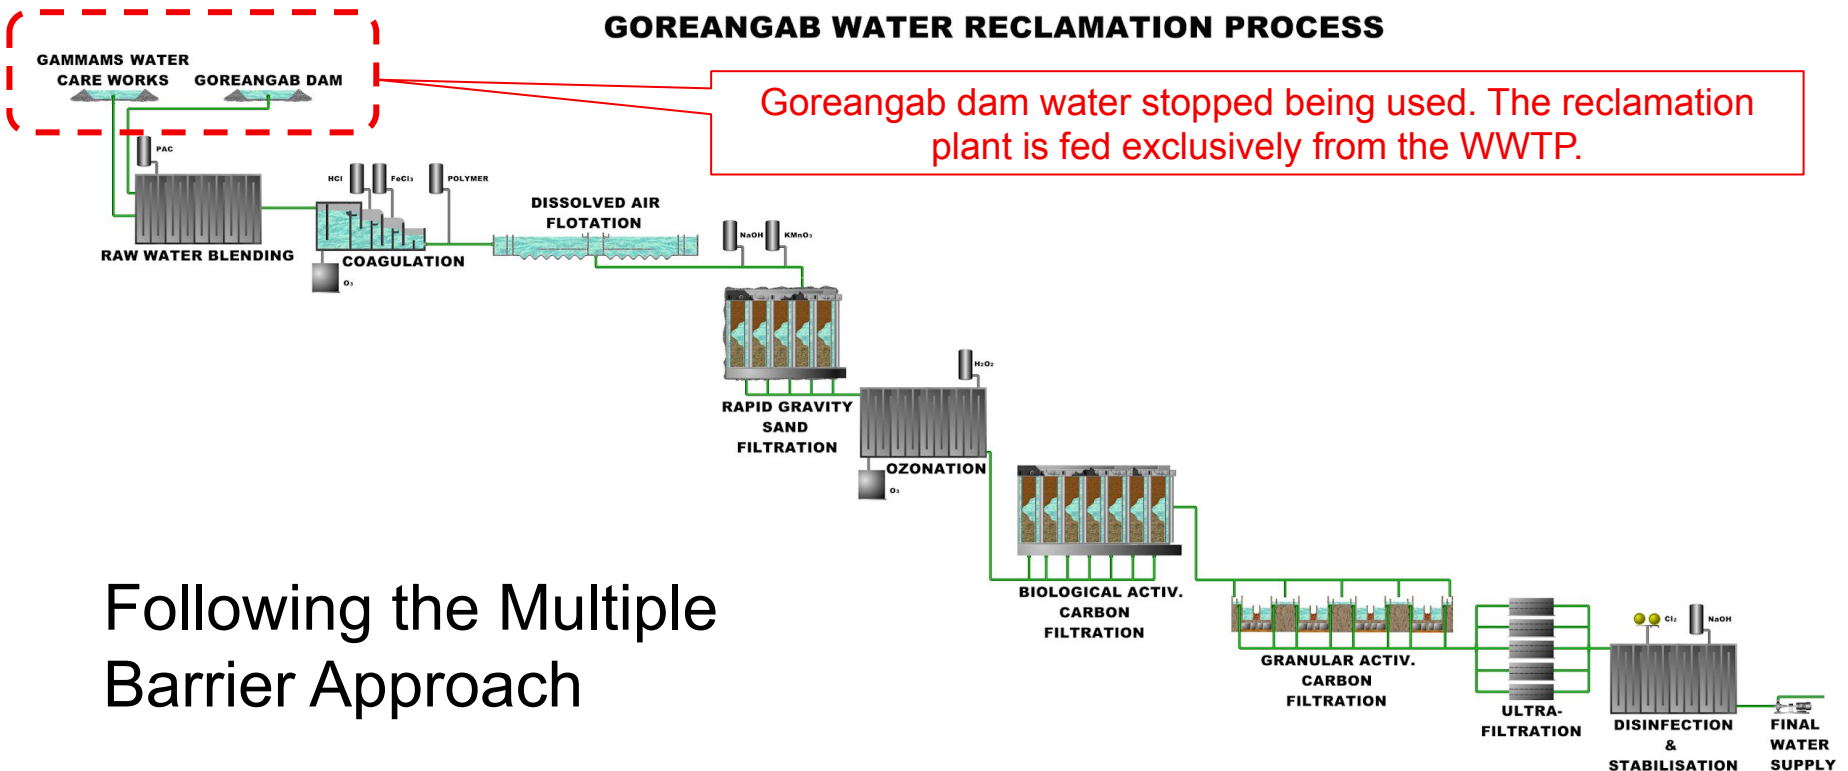 GOREANGAB WATER RECLAMATION PROCESS
GAMMAMS WATER
CARE WORKS
GOREANGAB DAM
Goreangab dam water stopped being used. The reclamation
plant is fed exclusively from the WWTP.
PAC
RAW WATER BLENDING
HCl
FeCl₃
POLYMER
COAGULATION
O₃
DISSOLVED AIR
FLOTATION
NaOH
KMnO₃
RAPID GRAVITY
SAND
FILTRATION
H₂O₂
OZONATION
O₃
BIOLOGICAL ACTIV.
CARBON
FILTRATION
GRANULAR ACTIV.
CARBON
FILTRATION
ULTRA-
FILTRATION
Cl₂
NaOH
DISINFECTION
&
STABILISATION
FINAL
WATER
SUPPLY
Following the Multiple
Barrier Approach